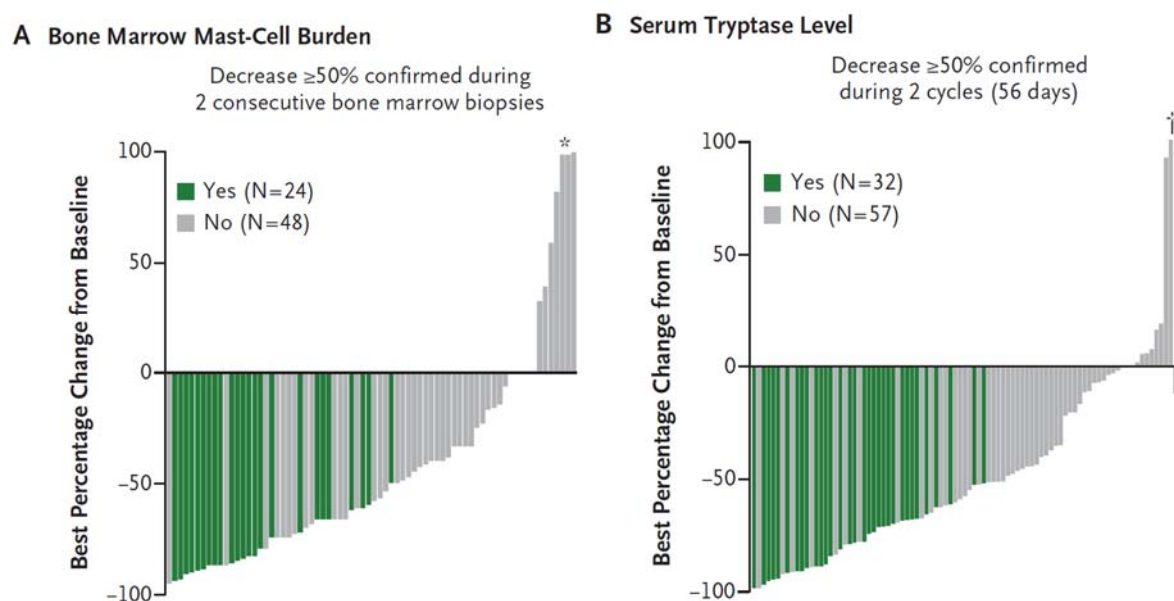 A Bone Marrow Mast-Cell Burden
Decrease ≥50% confirmed during
2 consecutive bone marrow biopsies
Best Percentage Change from Baseline
100
50
0
−50
−100
Yes (N=24)
No (N=48)
*
B Serum Tryptase Level
Decrease ≥50% confirmed
during 2 cycles (56 days)
Best Percentage Change from Baseline
100
50
0
−50
−100
Yes (N=32)
No (N=57)